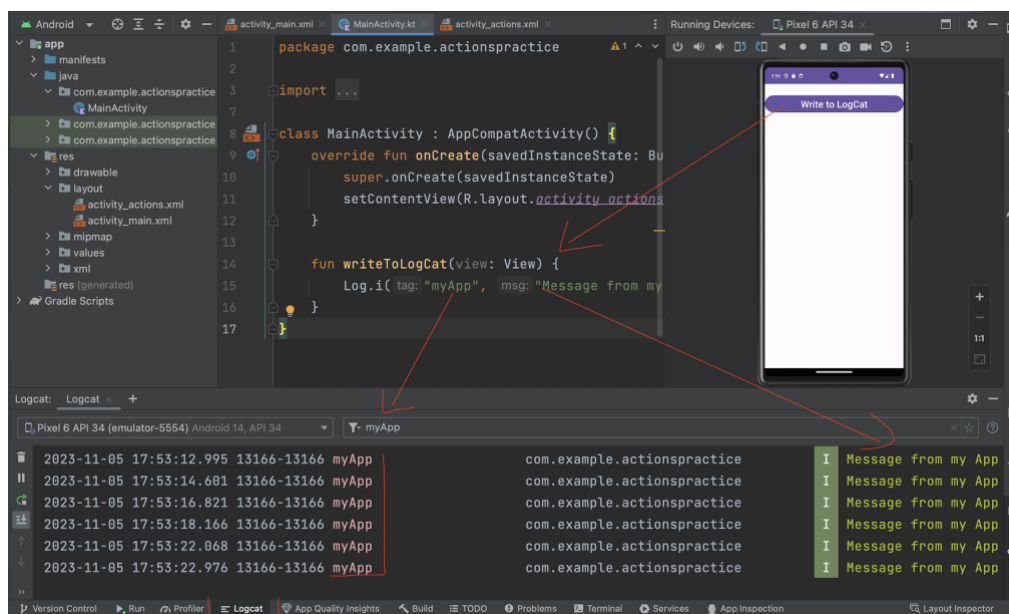 Android
activity_main.xml
MainActivity.kt
activity_actions.xml
Running Devices:
Pixel 6 API 34
app
manifests
java
com.example.actionspractice
MainActivity
com.example.actionspractice
com.example.actionspractice
res
drawable
layout
activity_actions.xml
activity_main.xml
mipmap
values
xml
res (generated)
Gradle Scripts
1 package com.example.actionspractice
1
2
3 import ...
7
8 class MainActivity : AppCompatActivity() {
9 override fun onCreate(savedInstanceState: Bu
10 super.onCreate(savedInstanceState)
11 setContentView(R.layout.activity_actions
12 }
13
14 fun writeToLogCat(view: View) {
15 Log.i( tag: "myApp", msg: "Message from my
16 }
17 }
Write to LogCat
1:1
Logcat: Logcat
Pixel 6 API 34 (emulator-5554) Android 14, API 34
myApp
2023-11-05 17:53:12.995 13166-13166 myApp com.example.actionspractice I Message from my App
2023-11-05 17:53:14.601 13166-13166 myApp com.example.actionspractice I Message from my App
2023-11-05 17:53:16.821 13166-13166 myApp com.example.actionspractice I Message from my App
2023-11-05 17:53:18.166 13166-13166 myApp com.example.actionspractice I Message from my App
2023-11-05 17:53:22.068 13166-13166 myApp com.example.actionspractice I Message from my App
2023-11-05 17:53:22.976 13166-13166 myApp com.example.actionspractice I Message from my App
Version Control Run Profiler Logcat App Quality Insights Build TODO Problems Terminal Services App Inspection Layout Inspector